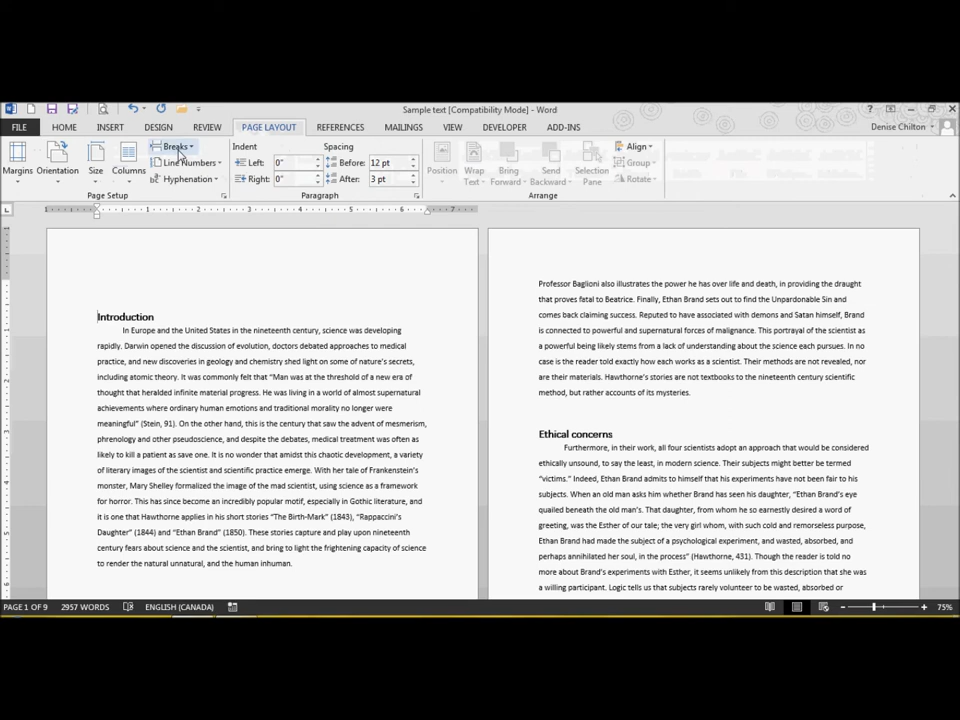 Sample text [Compatibility Mode] - Word
FILE HOME INSERT DESIGN REVIEW PAGE LAYOUT REFERENCES MAILINGS VIEW DEVELOPER ADD-INS Denise Chilton
Margins Orientation Size Columns
Breaks
Line Numbers
Hyphenation
Page Setup
Indent
Left: 0"
Right: 0"
Spacing
Before: 12 pt
After: 3 pt
Paragraph
Position
Wrap Text
Bring Forward
Send Backward
Selection Pane
Align
Group
Rotate
Arrange
1 1 2 3 4 5 6 7
Introduction
In Europe and the United States in the nineteenth century, science was developing
rapidly. Darwin opened the discussion of evolution, doctors debated approaches to medical
practice, and new discoveries in geology and chemistry shed light on some of nature's secrets,
including atomic theory. It was commonly felt that “Man was at the threshold of a new era of
thought that heralded infinite material progress. He was living in a world of almost supernatural
achievements where ordinary human emotions and traditional morality no longer were
meaningful” (Stein, 91). On the other hand, this is the century that saw the advent of mesmerism,
phrenology and other pseudoscience, and despite the debates, medical treatment was often as
likely to kill a patient as save one. It is no wonder that amidst this chaotic development, a variety
of literary images of the scientist and scientific practice emerge. With her tale of Frankenstein's
monster, Mary Shelley formalized the image of the mad scientist, using science as a framework
for horror. This has since become an incredibly popular motif, especially in Gothic literature, and
it is one that Hawthorne applies in his short stories “The Birth-Mark” (1843), “Rappaccini's
Daughter” (1844) and “Ethan Brand” (1850). These stories capture and play upon nineteenth
century fears about science and the scientist, and bring to light the frightening capacity of science
to render the natural unnatural, and the human inhuman.
Professor Baglioni also illustrates the power he has over life and death, in providing the draught
that proves fatal to Beatrice. Finally, Ethan Brand sets out to find the Unpardonable Sin and
comes back claiming success. Reputed to have associated with demons and Satan himself, Brand
is connected to powerful and supernatural forces of malignance. This portrayal of the scientist as
a powerful being likely stems from a lack of understanding about the science each pursues. In no
case is the reader told exactly how each works as a scientist. Their methods are not revealed, nor
are their materials. Hawthorne's stories are not textbooks to the nineteenth century scientific
method, but rather accounts of its mysteries.
Ethical concerns
Furthermore, in their work, all four scientists adopt an approach that would be considered
ethically unsound, to say the least, in modern science. Their subjects might better be termed
“victims.” Indeed, Ethan Brand admits to himself that his experiments have not been fair to his
subjects. When an old man asks him whether Brand has seen his daughter, “Ethan Brand's eye
quailed beneath the old man's. That daughter, from whom he so earnestly desired a word of
greeting, was the Esther of our tale; the very girl whom, with such cold and remorseless purpose,
Ethan Brand had made the subject of a psychological experiment, and wasted, absorbed, and
perhaps annihilated her soul, in the process” (Hawthorne, 431). Though the reader is told no
more about Brand's experiments with Esther, it seems unlikely from this description that she was
a willing participant. Logic tells us that subjects rarely volunteer to be wasted, absorbed or
PAGE 1 OF 9 2957 WORDS ENGLISH (CANADA) 75%